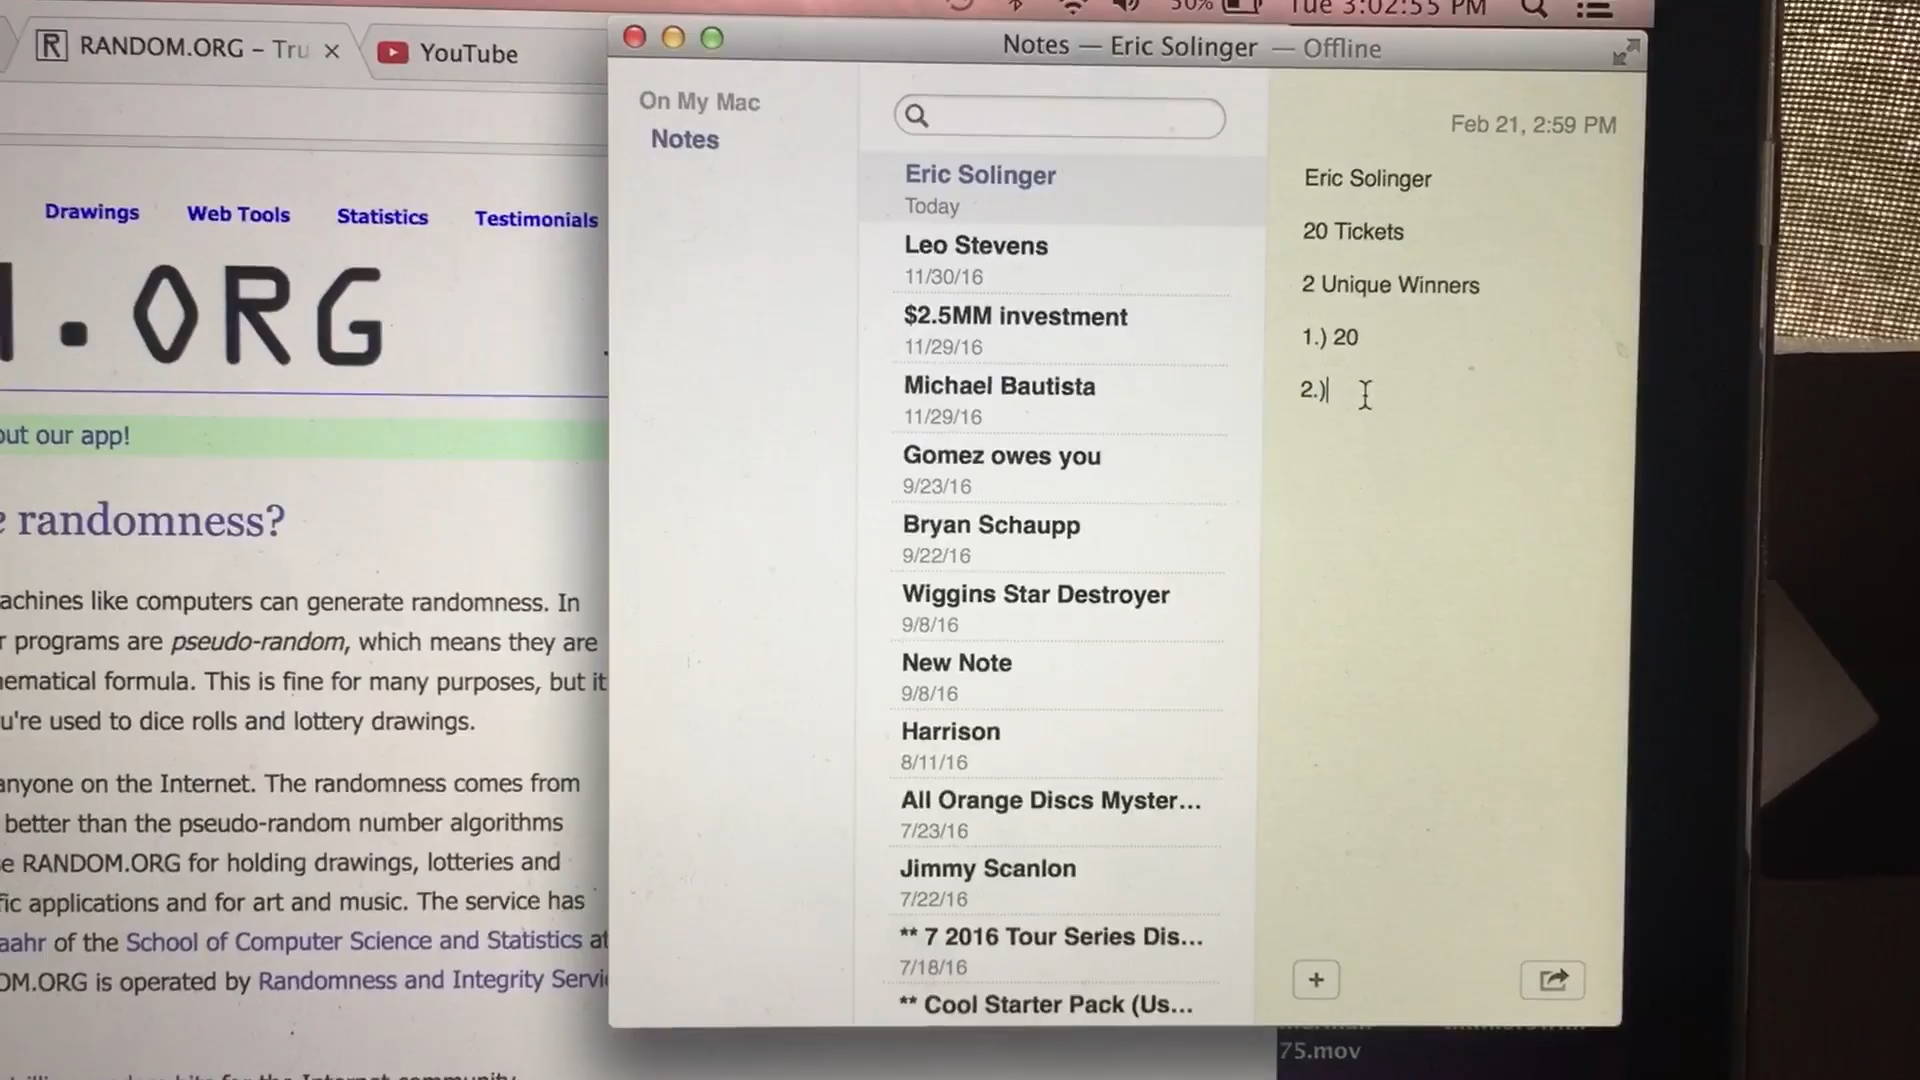 50% Tue 3:02:55 PM
RANDOM.ORG – Tru
YouTube
Notes — Eric Solinger — Offline
Drawings Web Tools Statistics Testimonials
.ORG
out our app!
randomness?
achines like computers can generate randomness. In
r programs are pseudo-random, which means they are
ematical formula. This is fine for many purposes, but it
u're used to dice rolls and lottery drawings.
anyone on the Internet. The randomness comes from
better than the pseudo-random number algorithms
e RANDOM.ORG for holding drawings, lotteries and
fic applications and for art and music. The service has
aahr of the School of Computer Science and Statistics at
OM.ORG is operated by Randomness and Integrity Servi
On My Mac
Notes
Eric Solinger
Today
Leo Stevens
11/30/16
$2.5MM investment
11/29/16
Michael Bautista
11/29/16
Gomez owes you
9/23/16
Bryan Schaupp
9/22/16
Wiggins Star Destroyer
9/8/16
New Note
9/8/16
Harrison
8/11/16
All Orange Discs Myster...
7/23/16
Jimmy Scanlon
7/22/16
** 7 2016 Tour Series Dis...
7/18/16
** Cool Starter Pack (Us...
Feb 21, 2:59 PM
Eric Solinger
20 Tickets
2 Unique Winners
1.) 20
2.)
75.mov